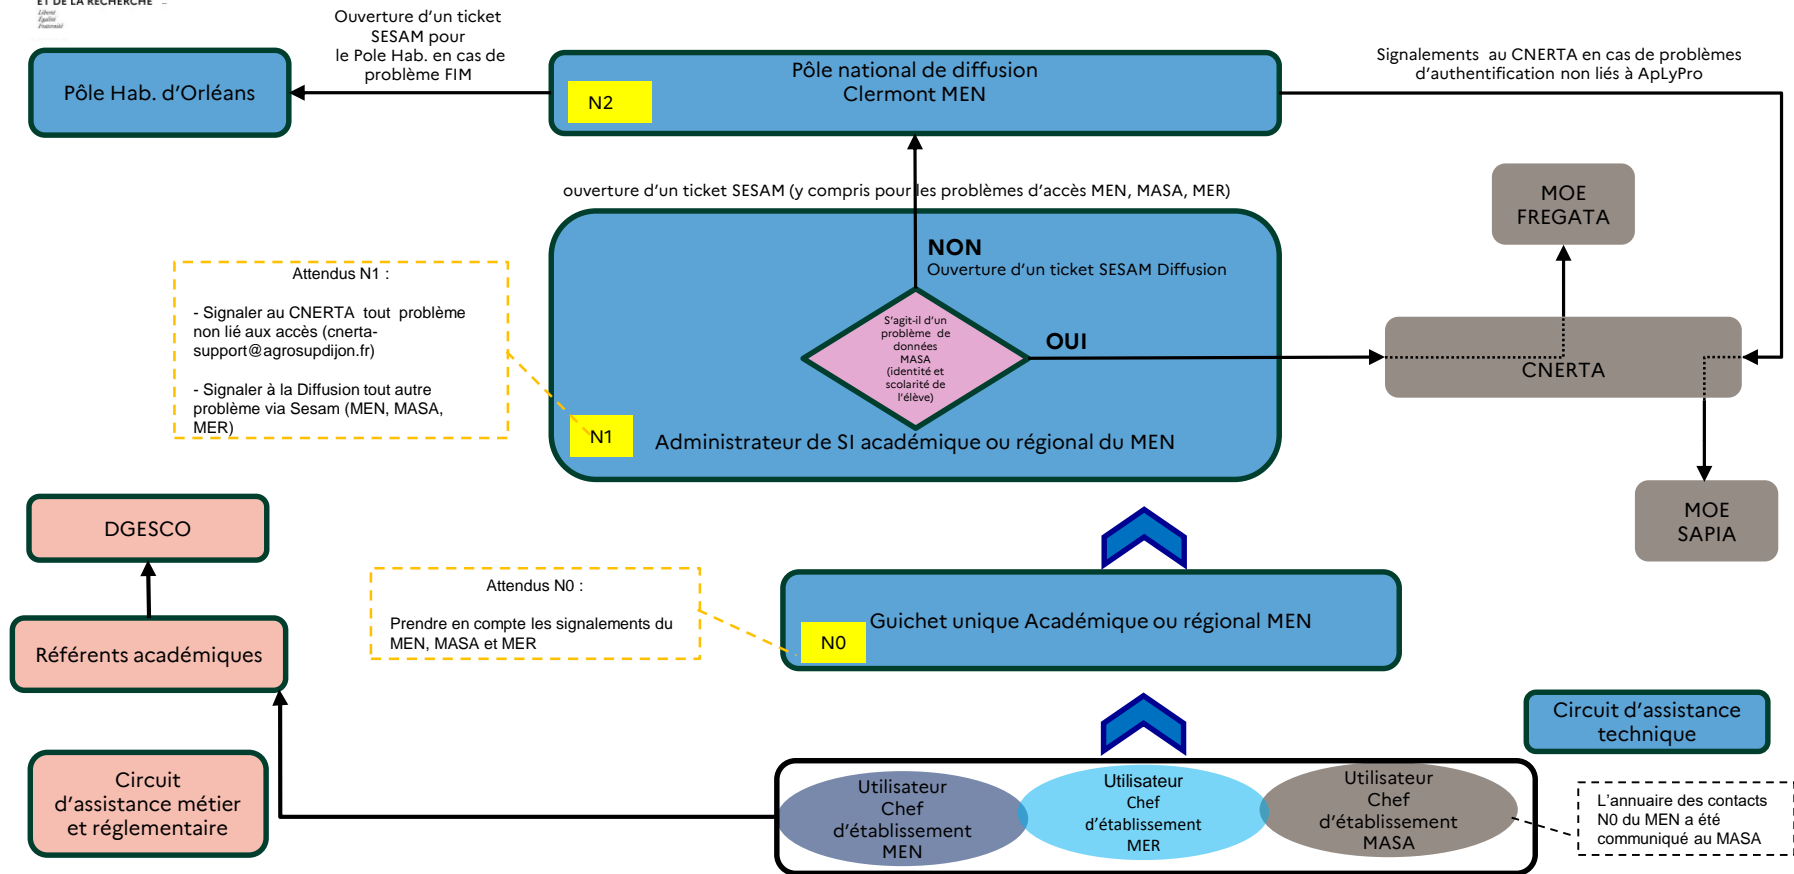 ET DE LA RECHERCHE
Liberté
Égalité
Fraternité
Ouverture d'un ticket
SESAM pour
le Pole Hab. en cas de
problème FIM
Pôle Hab. d'Orléans
Pôle national de diffusion
Clermont MEN
N2
Signalements au CNERTA en cas de problèmes
d'authentification non liés à ApLyPro
ouverture d'un ticket SESAM (y compris pour les problèmes d'accès MEN, MASA, MER)
MOE
FREGATA
NON
Ouverture d'un ticket SESAM Diffusion
Attendus N1 :
- Signaler au CNERTA tout problème
non lié aux accès (cnerta-
support@agrosupdijon.fr)
- Signaler à la Diffusion tout autre
problème via Sesam (MEN, MASA,
MER)
S'agit-il d'un
problème de
données
MASA
(identité et
scolarité de
l'élève)
OUI
CNERTA
N1
Administrateur de SI académique ou régional du MEN
MOE
SAPIA
DGESCO
Attendus N0 :
Prendre en compte les signalements du
MEN, MASA et MER
Guichet unique Académique ou régional MEN
N0
Référents académiques
Circuit d'assistance
technique
Circuit
d'assistance métier
et réglementaire
Utilisateur
Chef
d'établissement
MEN
Utilisateur
Chef
d'établissement
MER
Utilisateur
Chef
d'établissement
MASA
L'annuaire des contacts
N0 du MEN a été
communiqué au MASA